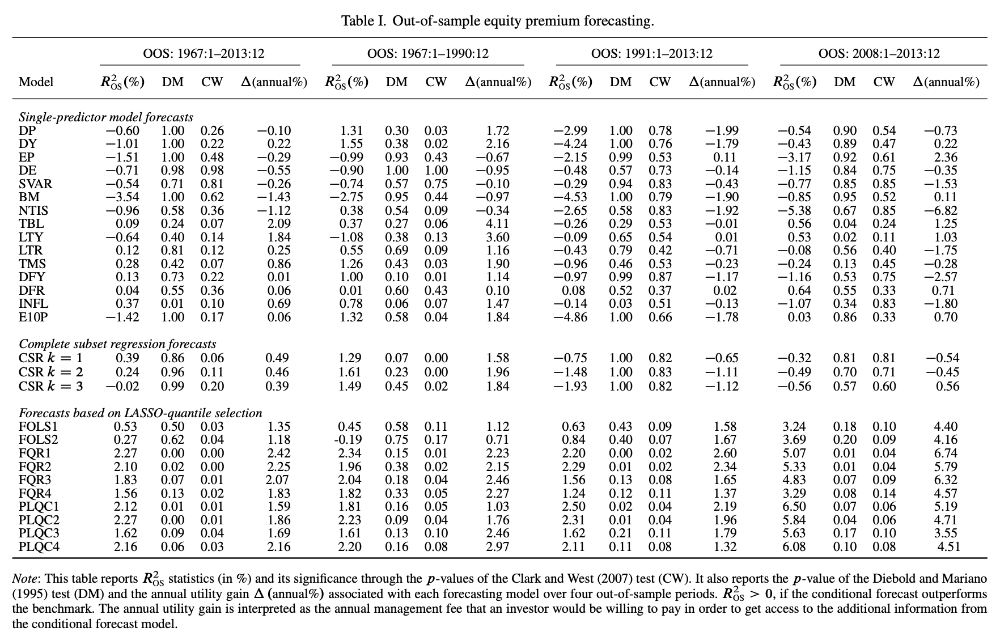 Table I. Out-of-sample equity premium forecasting.
OOS: 1967:1–2013:12 OOS: 1967:1–1990:12 OOS: 1991:1–2013:12 OOS: 2008:1–2013:12
Model R²OS(%) DM CW Δ(annual%) R²OS(%) DM CW Δ(annual%) R²OS(%) DM CW Δ(annual%) R²OS(%) DM CW Δ(annual%)
Single-predictor model forecasts
DP −0.60 1.00 0.26 −0.10 1.31 0.30 0.03 1.72 −2.99 1.00 0.78 −1.99 −0.54 0.90 0.54 −0.73
DY −1.01 1.00 0.22 0.22 1.55 0.38 0.02 2.16 −4.24 1.00 0.76 −1.79 −0.43 0.89 0.47 0.22
EP −1.51 1.00 0.48 −0.29 −0.99 0.93 0.43 −0.67 −2.15 0.99 0.53 0.11 −3.17 0.92 0.61 2.36
DE −0.71 0.98 0.98 −0.55 −0.90 1.00 1.00 −0.95 −0.48 0.57 0.73 −0.14 −1.15 0.84 0.75 −0.35
SVAR −0.54 0.71 0.81 −0.26 −0.74 0.57 0.75 −0.10 −0.29 0.94 0.83 −0.43 −0.77 0.85 0.85 −1.53
BM −3.54 1.00 0.62 −1.43 −2.75 0.95 0.44 −0.97 −4.53 1.00 0.79 −1.90 −0.85 0.95 0.52 0.11
NTIS −0.96 0.58 0.36 −1.12 0.38 0.54 0.09 −0.34 −2.65 0.58 0.83 −1.92 −5.38 0.67 0.85 −6.82
TBL 0.09 0.24 0.07 2.09 0.37 0.27 0.06 4.11 −0.26 0.29 0.53 −0.01 0.56 0.04 0.24 1.25
LTY −0.64 0.40 0.14 1.84 −1.08 0.38 0.13 3.60 −0.09 0.65 0.54 0.01 0.53 0.02 0.11 1.03
LTR 0.12 0.81 0.12 0.25 0.55 0.69 0.09 1.16 −0.43 0.79 0.42 −0.71 −0.08 0.56 0.40 −1.75
TMS 0.28 0.42 0.07 0.86 1.26 0.43 0.03 1.90 −0.96 0.46 0.53 −0.23 −0.24 0.13 0.45 −0.28
DFY 0.13 0.73 0.22 0.01 1.00 0.10 0.01 1.14 −0.97 0.99 0.87 −1.17 −1.16 0.53 0.75 −2.57
DFR 0.04 0.55 0.36 0.06 0.01 0.60 0.43 0.10 0.08 0.52 0.37 0.02 0.64 0.55 0.33 0.71
INFL 0.37 0.01 0.10 0.69 0.78 0.06 0.07 1.47 −0.14 0.03 0.51 −0.13 −1.07 0.34 0.83 −1.80
E10P −1.42 1.00 0.17 0.06 1.32 0.58 0.04 1.84 −4.86 1.00 0.66 −1.78 0.03 0.86 0.33 0.70
Complete subset regression forecasts
CSR k = 1 0.39 0.86 0.06 0.49 1.29 0.07 0.00 1.58 −0.75 1.00 0.82 −0.65 −0.32 0.81 0.81 −0.54
CSR k = 2 0.24 0.96 0.11 0.46 1.61 0.23 0.00 1.96 −1.48 1.00 0.83 −1.11 −0.49 0.70 0.71 −0.45
CSR k = 3 −0.02 0.99 0.20 0.39 1.49 0.45 0.02 1.84 −1.93 1.00 0.82 −1.12 −0.56 0.57 0.60 0.56
Forecasts based on LASSO-quantile selection
FOLS1 0.53 0.50 0.03 1.35 0.45 0.58 0.11 1.12 0.63 0.43 0.09 1.58 3.24 0.18 0.10 4.40
FOLS2 0.27 0.62 0.04 1.18 -0.19 0.75 0.17 0.71 0.84 0.40 0.07 1.67 3.69 0.20 0.09 4.16
FQR1 2.27 0.00 0.00 2.42 2.34 0.15 0.01 2.23 2.20 0.00 0.02 2.60 5.07 0.01 0.04 6.74
FQR2 2.10 0.02 0.00 2.25 1.96 0.38 0.02 2.15 2.29 0.01 0.02 2.34 5.33 0.01 0.04 5.79
FQR3 1.83 0.07 0.01 2.07 2.04 0.18 0.04 2.46 1.56 0.13 0.08 1.65 4.83 0.07 0.09 6.32
FQR4 1.56 0.13 0.02 1.83 1.82 0.33 0.05 2.27 1.24 0.12 0.11 1.37 3.29 0.08 0.14 4.57
PLQC1 2.12 0.01 0.01 1.59 1.81 0.16 0.05 1.03 2.50 0.02 0.04 2.19 6.50 0.07 0.06 5.19
PLQC2 2.27 0.00 0.01 1.86 2.23 0.09 0.04 1.76 2.31 0.01 0.04 1.96 5.84 0.04 0.06 4.71
PLQC3 1.62 0.09 0.04 1.69 1.61 0.13 0.10 2.46 1.62 0.21 0.11 1.79 5.63 0.17 0.10 3.55
PLQC4 2.16 0.06 0.03 2.16 2.20 0.16 0.08 2.97 2.11 0.11 0.08 1.32 6.08 0.10 0.08 4.51
Note: This table reports R²OS statistics (in %) and its significance through the p-values of the Clark and West (2007) test (CW). It also reports the p-value of the Diebold and Mariano
(1995) test (DM) and the annual utility gain Δ (annual%) associated with each forecasting model over four out-of-sample periods. R²OS > 0, if the conditional forecast outperforms
the benchmark. The annual utility gain is interpreted as the annual management fee that an investor would be willing to pay in order to get access to the additional information from
the conditional forecast model.